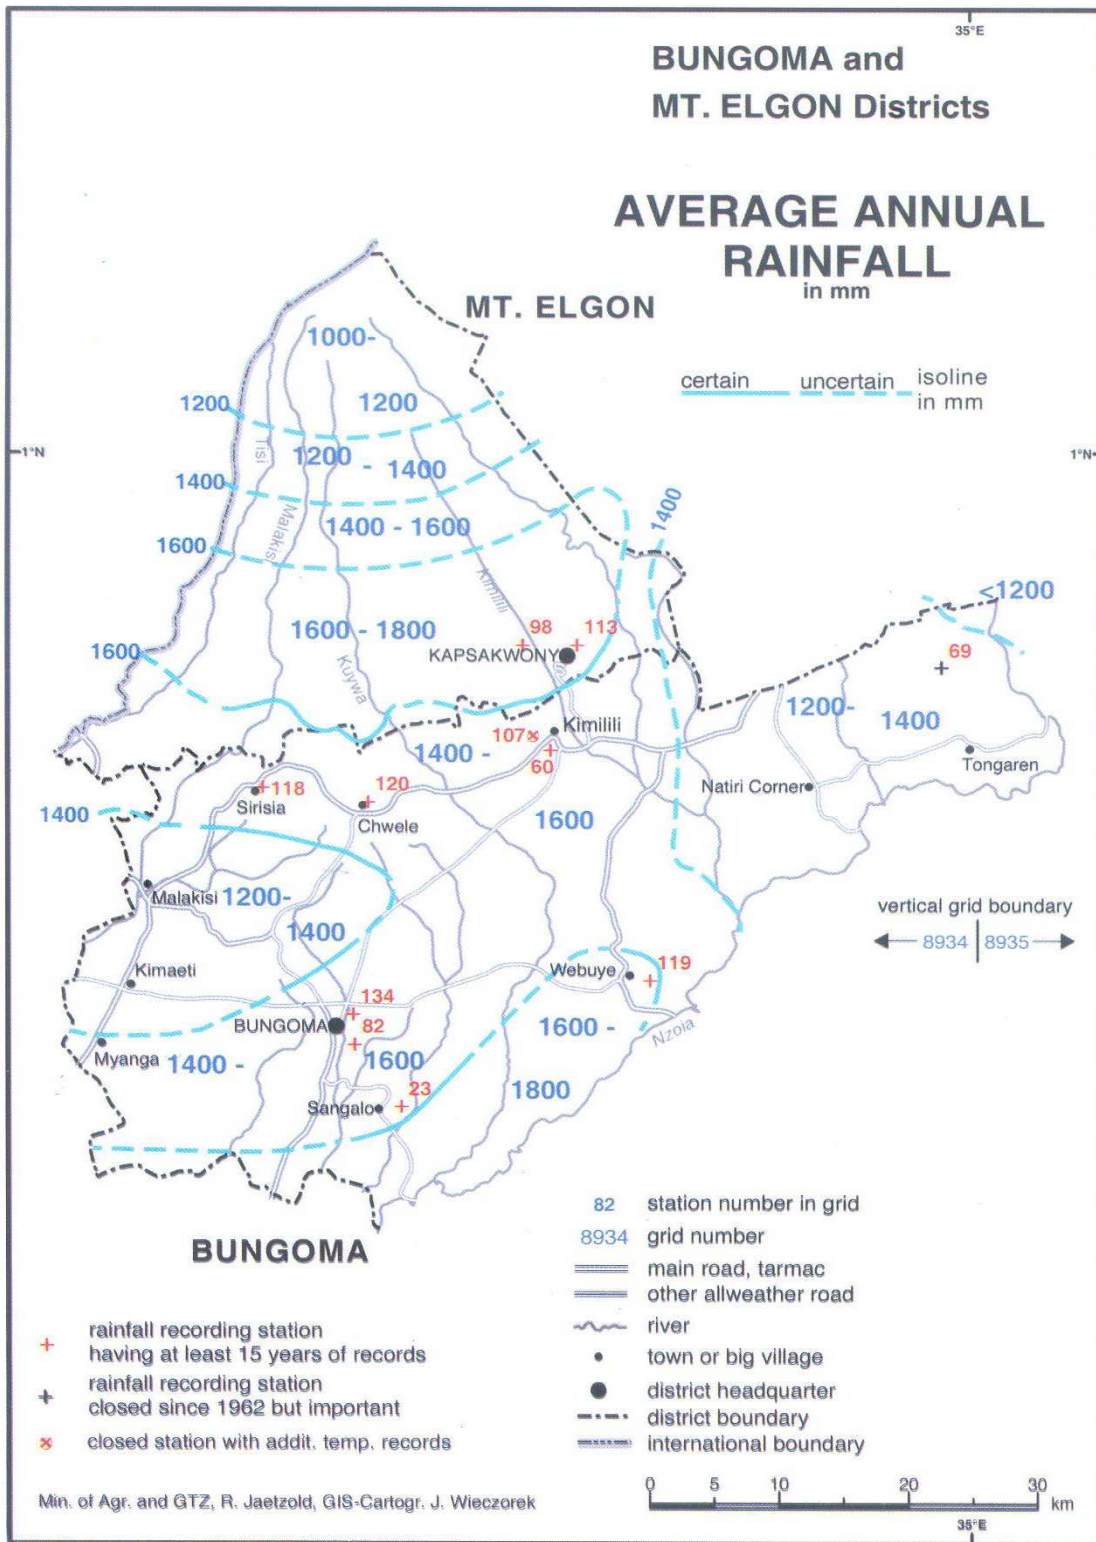 35°E
BUNGOMA and
MT. ELGON Districts
AVERAGE ANNUAL
RAINFALL
in mm
MT. ELGON
certain uncertain isoline
in mm
1000-
1200
1200
1°N
1°N
Tisi
1200 - 1400
1400
Malakisi
1400 - 1600
1600
1400
Kimilili
<1200
1600 - 1800
98
113
KAPSAKWONY
69
1600
Kuywa
1200-
1400
Kimilili
107
1400 -
60
Tongaren
118
Sirisia
120
Natiri Corner
1400
Chwele
1600
Malakisi
1200-
1400
vertical grid boundary
8934 8935
Kimaeti
Webuye
119
134
BUNGOMA
82
1600 -
Nzoia
Myanga
1400 -
1600
1800
23
Sangalo
BUNGOMA
82 station number in grid
8934 grid number
main road, tarmac
other allweather road
river
town or big village
district headquarter
district boundary
international boundary
rainfall recording station
having at least 15 years of records
rainfall recording station
closed since 1962 but important
closed station with addit. temp. records
Min. of Agr. and GTZ, R. Jaetzold, GIS-Cartogr. J. Wieczorek
0 5 10 20 30 km
35°E